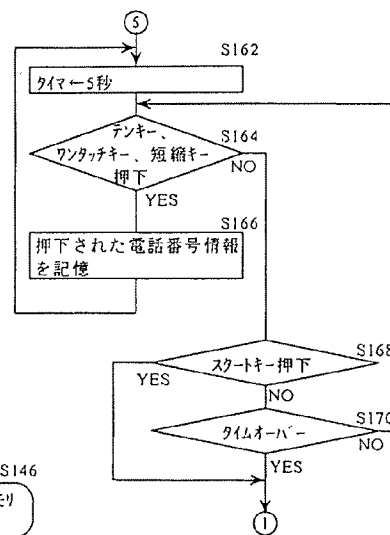 5
S162
タイマ←5秒
S164
テンキー、
ワンタッチキー、短縮キー
押下
NO
YES
S166
押下された電話番号情報
を記憶
S168
スタートキー押下
YES
NO
S170
タイムオーバー
NO
YES
S146
1